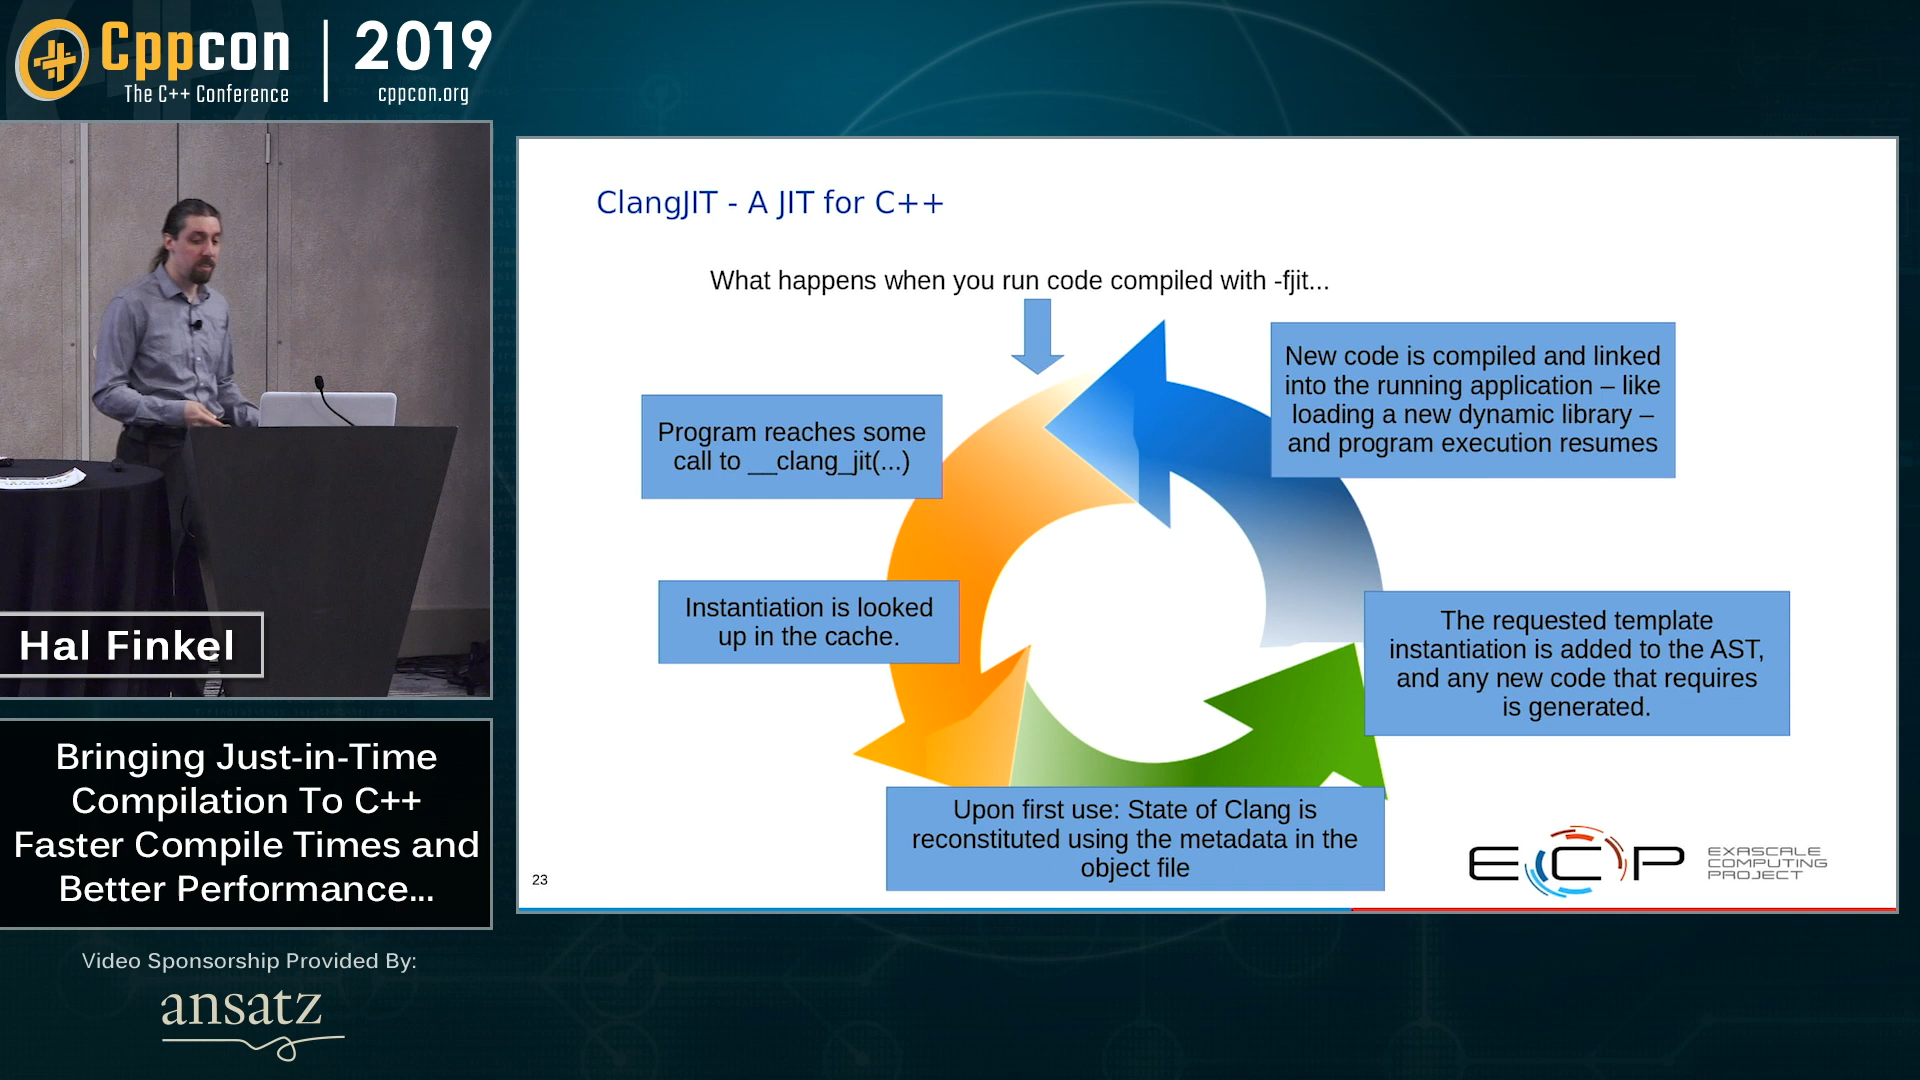 Cppcon
The C++ Conference
2019
cppcon.org
Hal Finkel
Bringing Just-in-Time
Compilation To C++
Faster Compile Times and
Better Performance...
Video Sponsorship Provided By:
ansatz
ClangJIT - A JIT for C++
What happens when you run code compiled with -fjit...
Program reaches some
call to __clang_jit(...)
Instantiation is looked
up in the cache.
Upon first use: State of Clang is
reconstituted using the metadata in the
object file
The requested template
instantiation is added to the AST,
and any new code that requires
is generated.
New code is compiled and linked
into the running application – like
loading a new dynamic library –
and program execution resumes
23
ECP
EXASCALE
COMPUTING
PROJECT